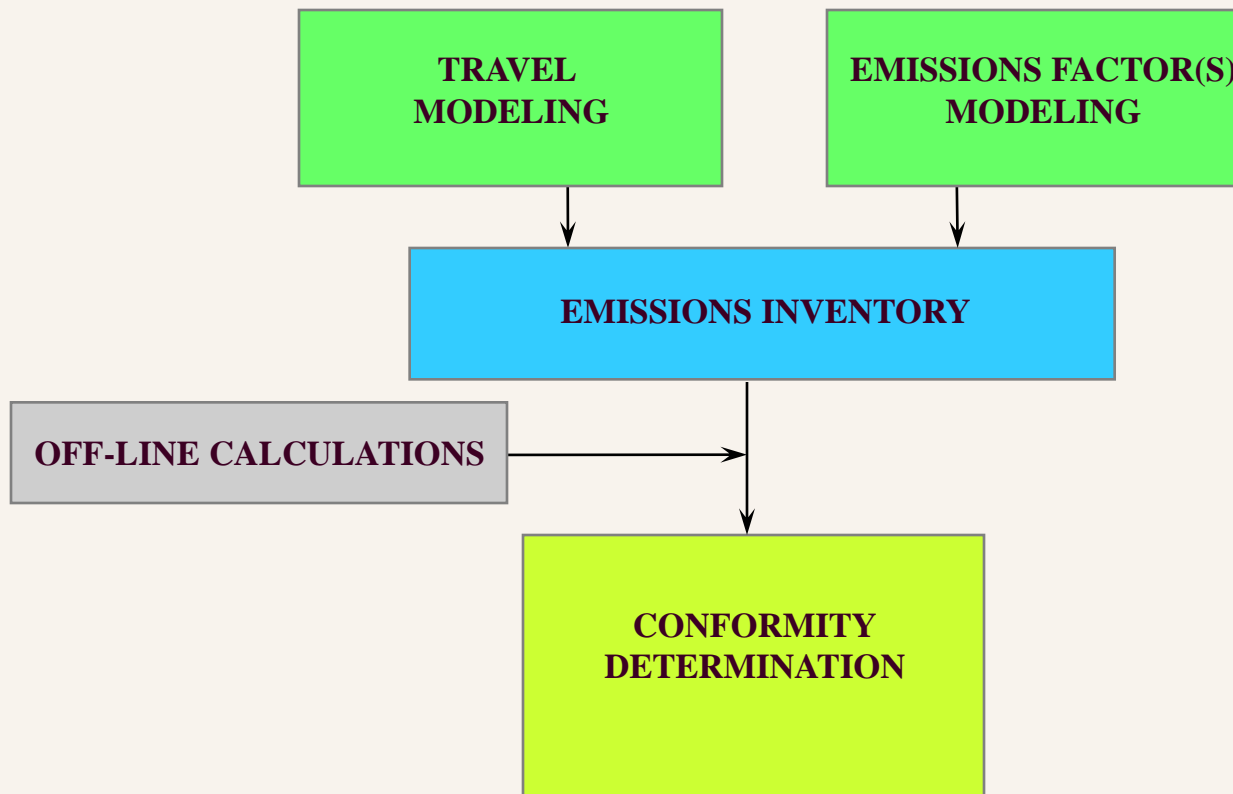 TRAVEL
MODELING
EMISSIONS FACTOR(S)
MODELING
EMISSIONS INVENTORY
OFF-LINE CALCULATIONS
CONFORMITY
DETERMINATION